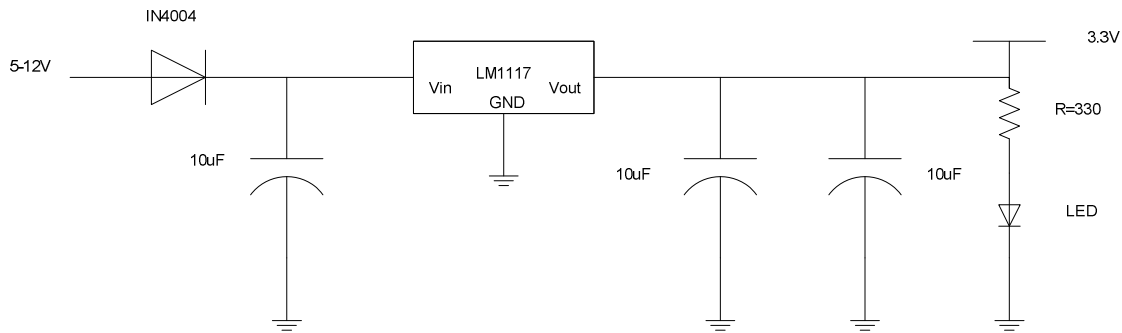 IN4004
5-12V
LM1117
Vin
Vout
GND
3.3V
R=330
10uF
10uF
10uF
LED